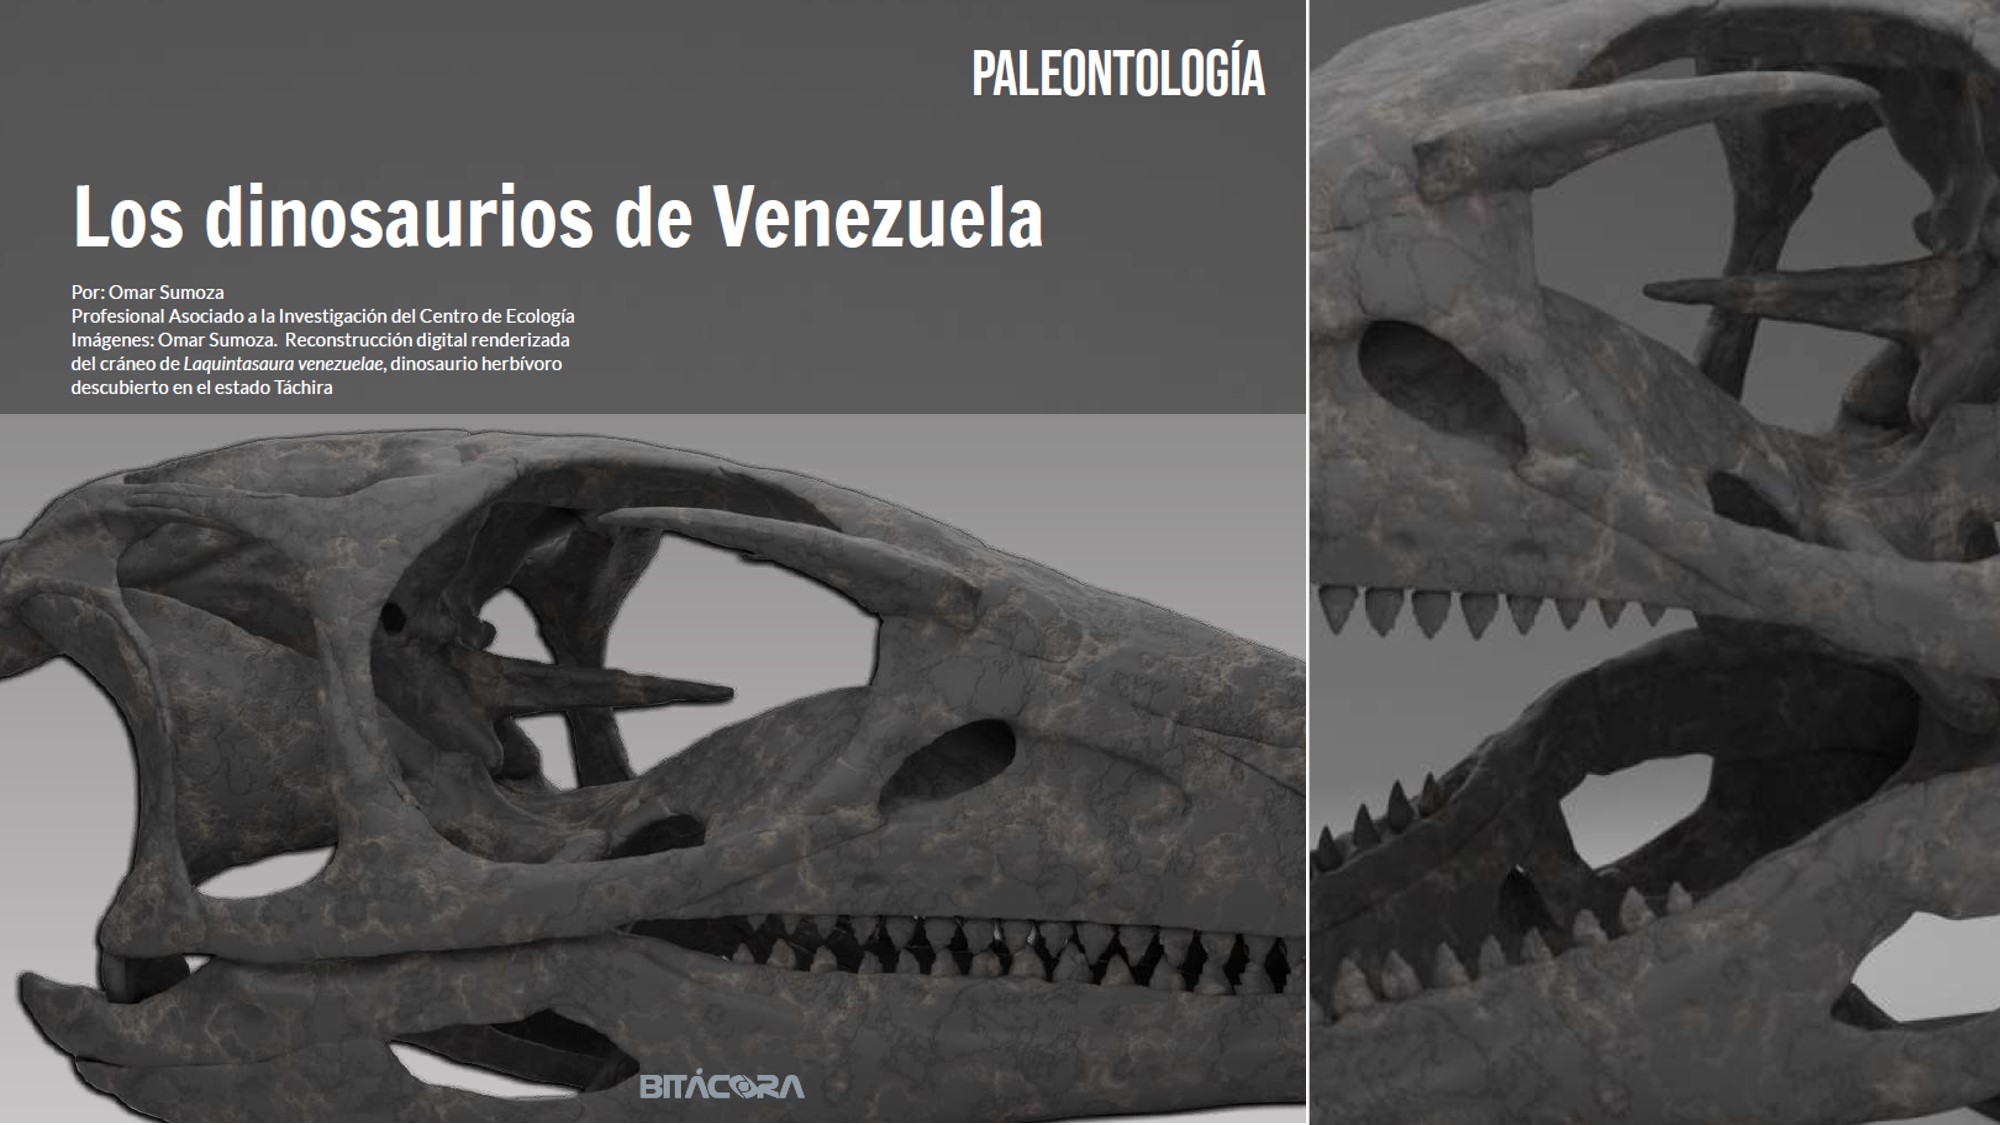 PALEONTOLOGÍA
Los dinosaurios de Venezuela
Por: Omar Sumoza
Profesional Asociado a la Investigación del Centro de Ecología
Imágenes: Omar Sumoza. Reconstrucción digital renderizada
del cráneo de Laquintasaura venezuelae, dinosaurio herbívoro
descubierto en el estado Táchira
BITÁCORA